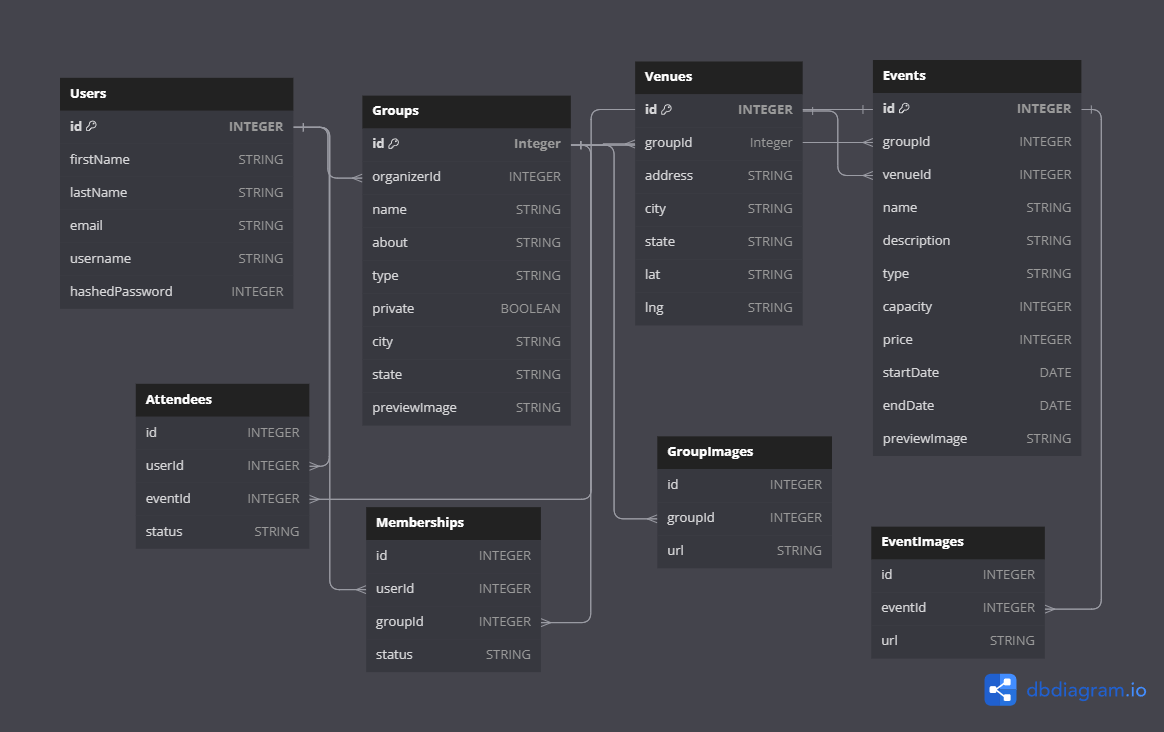 Users
id INTEGER
firstName STRING
lastName STRING
email STRING
username STRING
hashedPassword INTEGER
Groups
id Integer
organizerId INTEGER
name STRING
about STRING
type STRING
private BOOLEAN
city STRING
state STRING
previewImage STRING
Venues
id INTEGER
groupId Integer
address STRING
city STRING
state STRING
lat STRING
lng STRING
Events
id INTEGER
groupId INTEGER
venueId INTEGER
name STRING
description STRING
type STRING
capacity INTEGER
price INTEGER
startDate DATE
endDate DATE
previewImage STRING
Attendees
id INTEGER
userId INTEGER
eventId INTEGER
status STRING
Memberships
id INTEGER
userId INTEGER
groupId INTEGER
status STRING
GroupImages
id INTEGER
groupId INTEGER
url STRING
EventImages
id INTEGER
eventId INTEGER
url STRING
dbdiagram.io